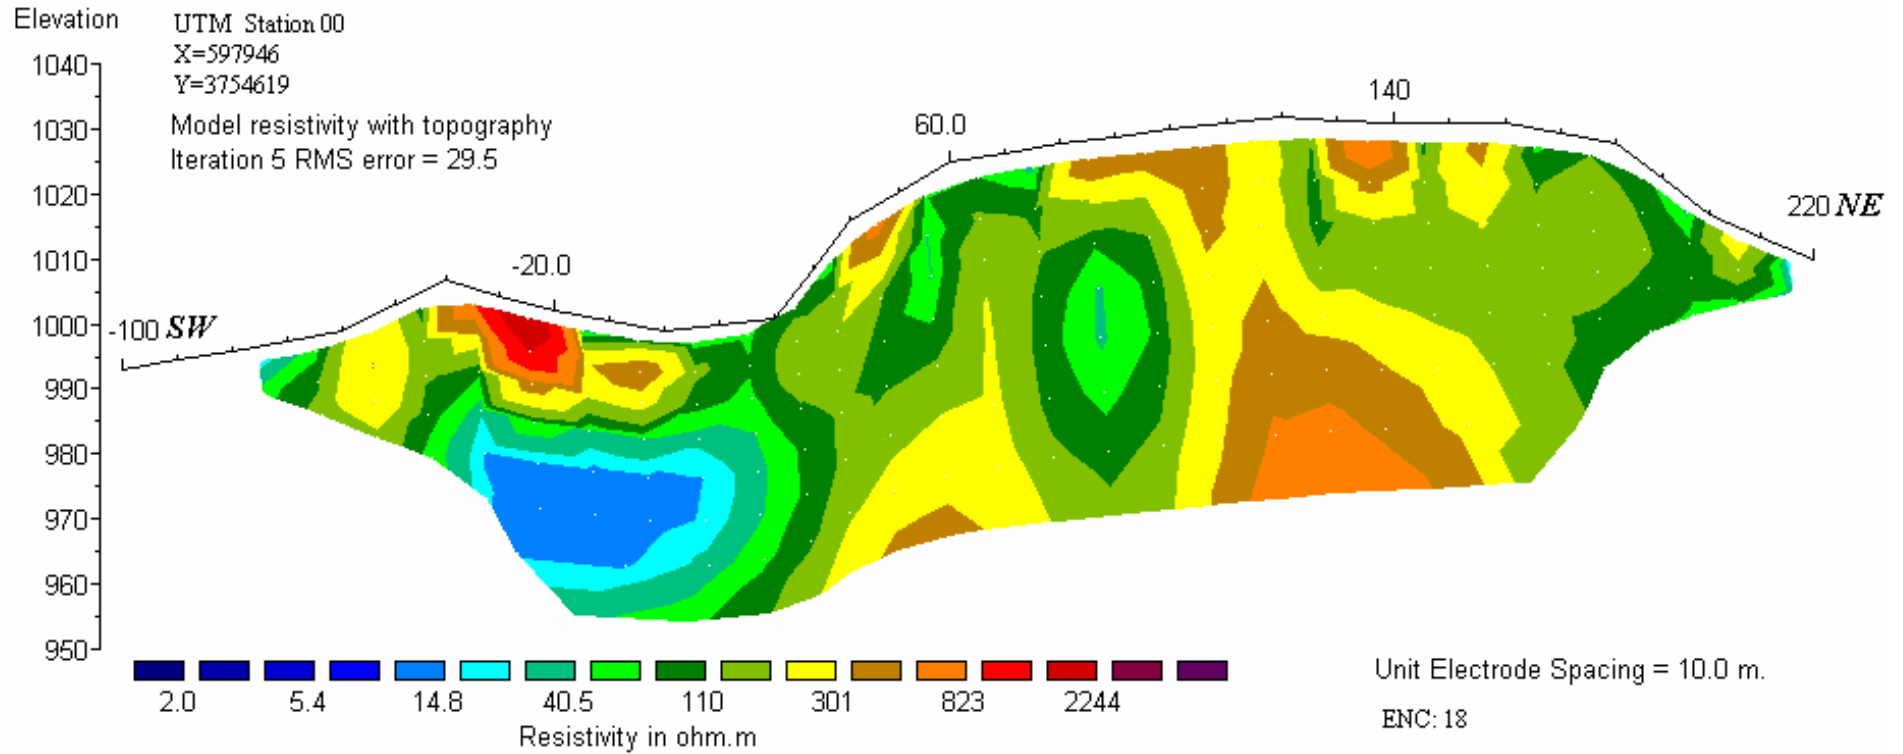 Elevation
UTM Station 00
X=597946
Y=3754619
Model resistivity with topography
Iteration 5 RMS error = 29.5
1040
1030
1020
1010
1000
990
980
970
960
950
-100 SW
-20.0
60.0
140
220 NE
2.0 5.4 14.8 40.5 110 301 823 2244
Resistivity in ohm.m
Unit Electrode Spacing = 10.0 m.
ENC: 18